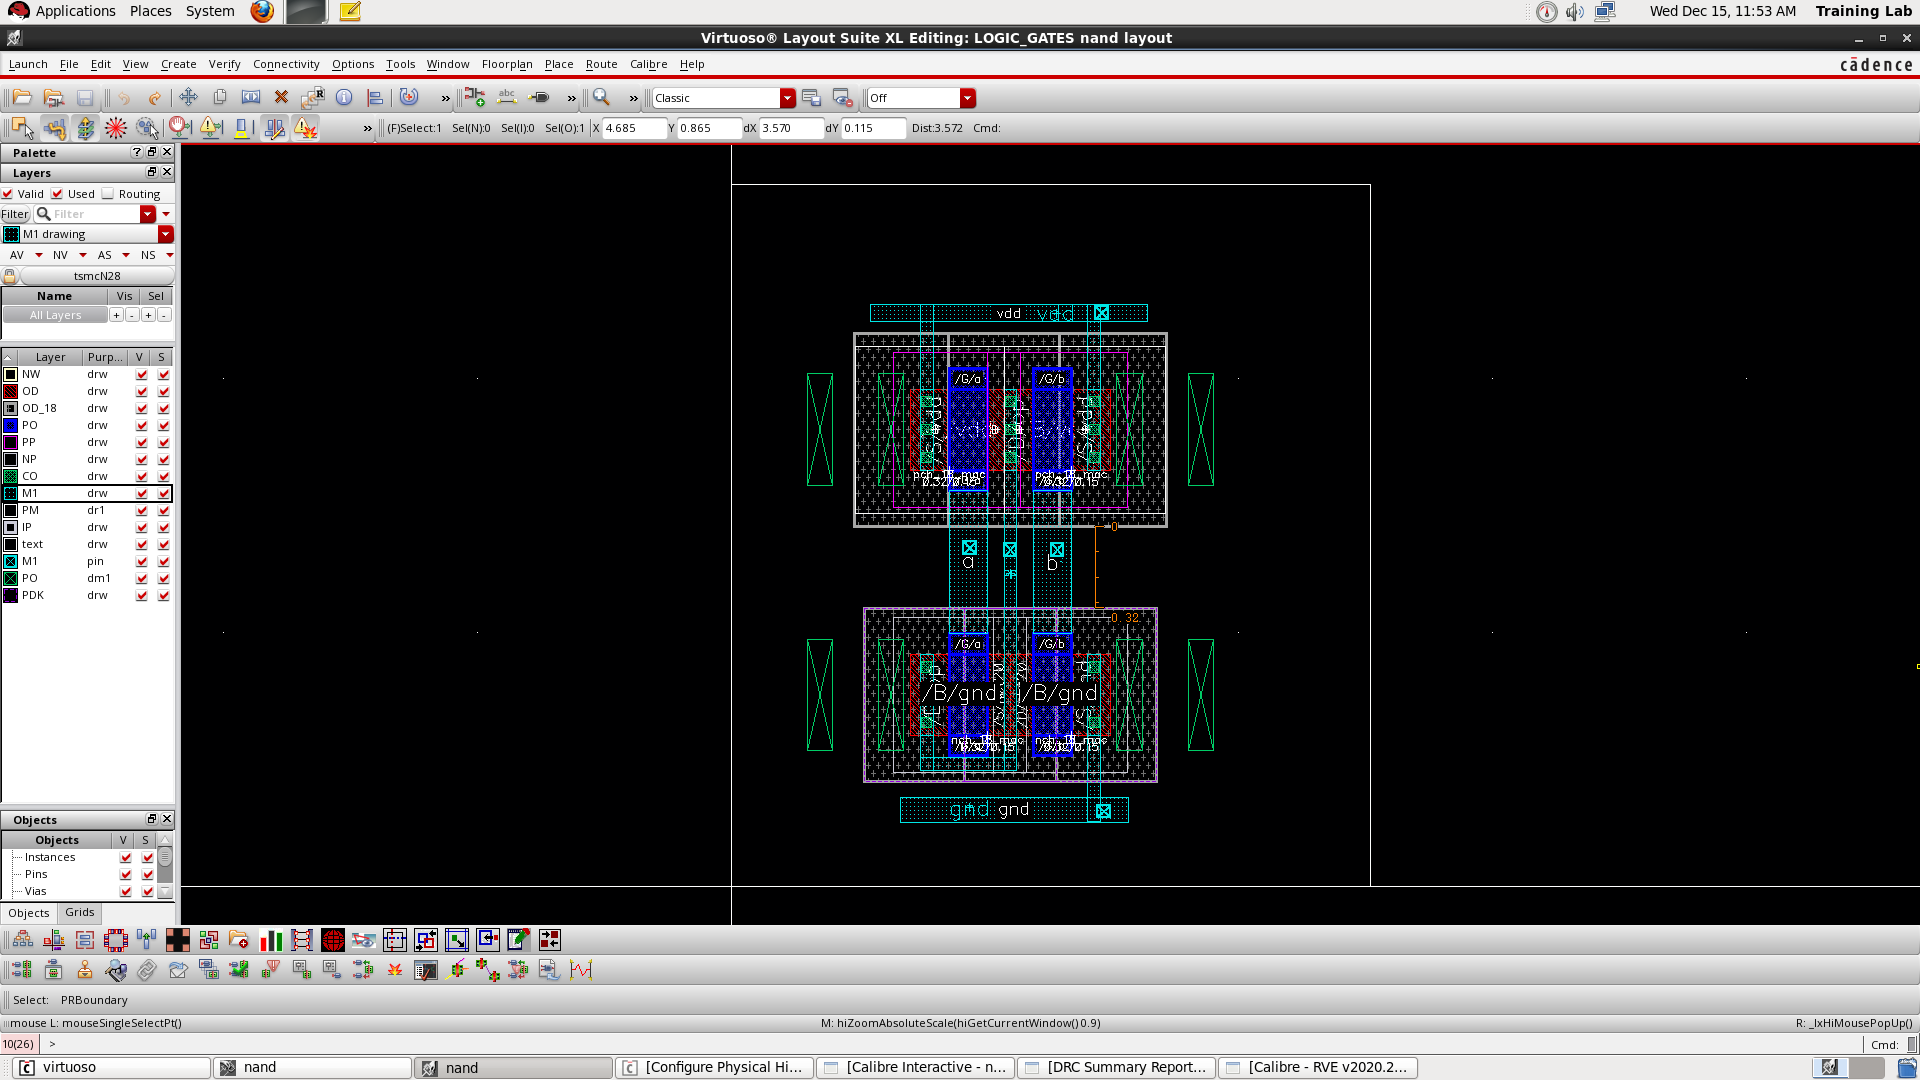 Applications Places System Wed Dec 15, 11:53 AM Training Lab
Virtuoso® Layout Suite XL Editing: LOGIC_GATES nand layout
Launch File Edit View Create Verify Connectivity Options Tools Window Floorplan Place Route Calibre Help cādence
» » » Classic Off
» (F)Select:1 Sel(N):0 Sel(I):0 Sel(O):1 X 4.685 Y 0.865 dX 3.570 dY 0.115 Dist:3.572 Cmd:
Palette
Layers
Valid Used Routing
Filter Filter
M1 drawing
AV NV AS NS
tsmcN28
Name Vis Sel
All Layers + - + -
Layer Purp... V S
NW drw
OD drw
OD_18 drw
PO drw
PP drw
NP drw
CO drw
M1 drw
PM dr1
IP drw
text drw
M1 pin
PO dm1
PDK drw
vdd vdd
/G/a /G/b
0
a b
0.32
/G/a /G/b
/B/gnd /B/gnd
gnd gnd
Objects
Objects V S
Instances
Pins
Vias
Objects Grids
Select: PRBoundary
mouse L: mouseSingleSelectPt() M: hiZoomAbsoluteScale(hiGetCurrentWindow() 0.9) R: _lxHiMousePopUp()
10(26) > Cmd:
virtuoso nand nand [Configure Physical Hi... [Calibre Interactive - n... [DRC Summary Report... [Calibre - RVE v2020.2...